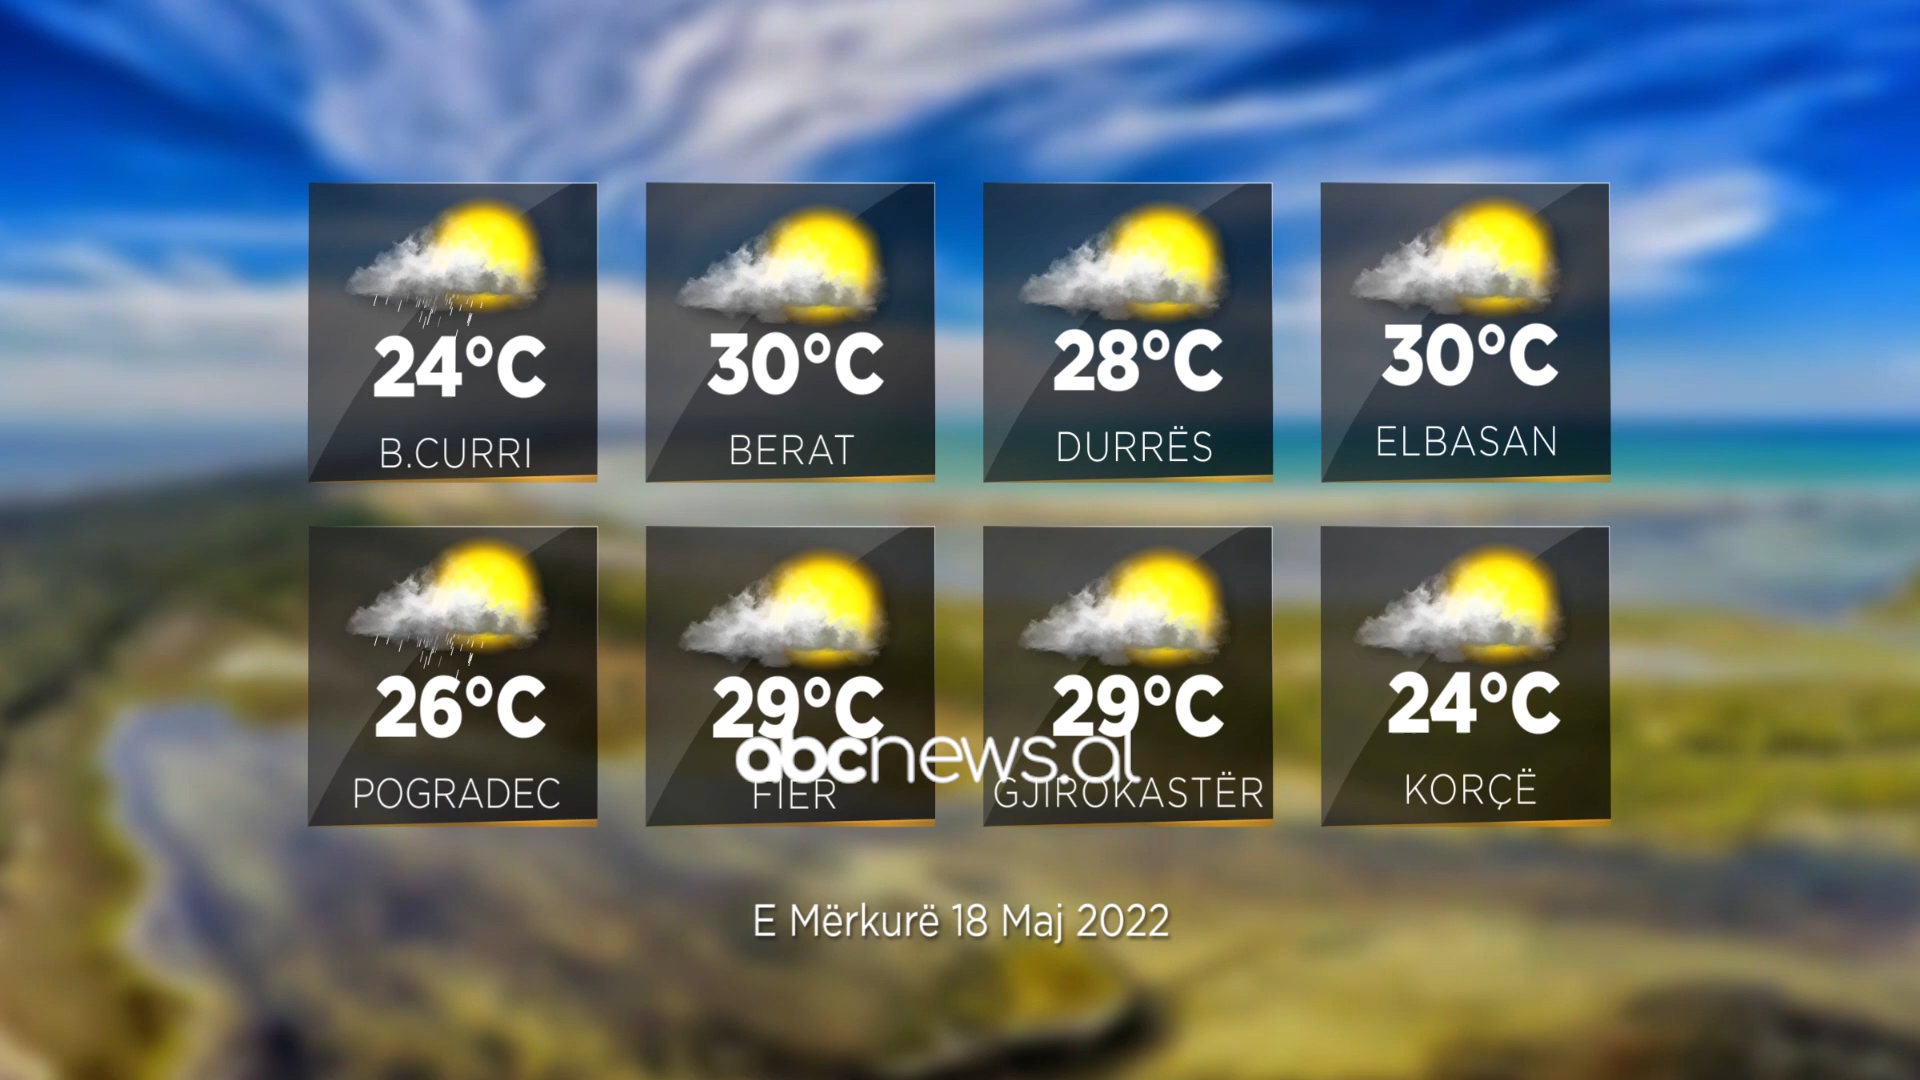 24°C
B.CURRI
30°C
BERAT
28°C
DURRËS
30°C
ELBASAN
26°C
POGRADEC
29°C
FIER
29°C
GJIROKASTËR
24°C
KORÇË
abcnews.al
E Mërkurë 18 Maj 2022